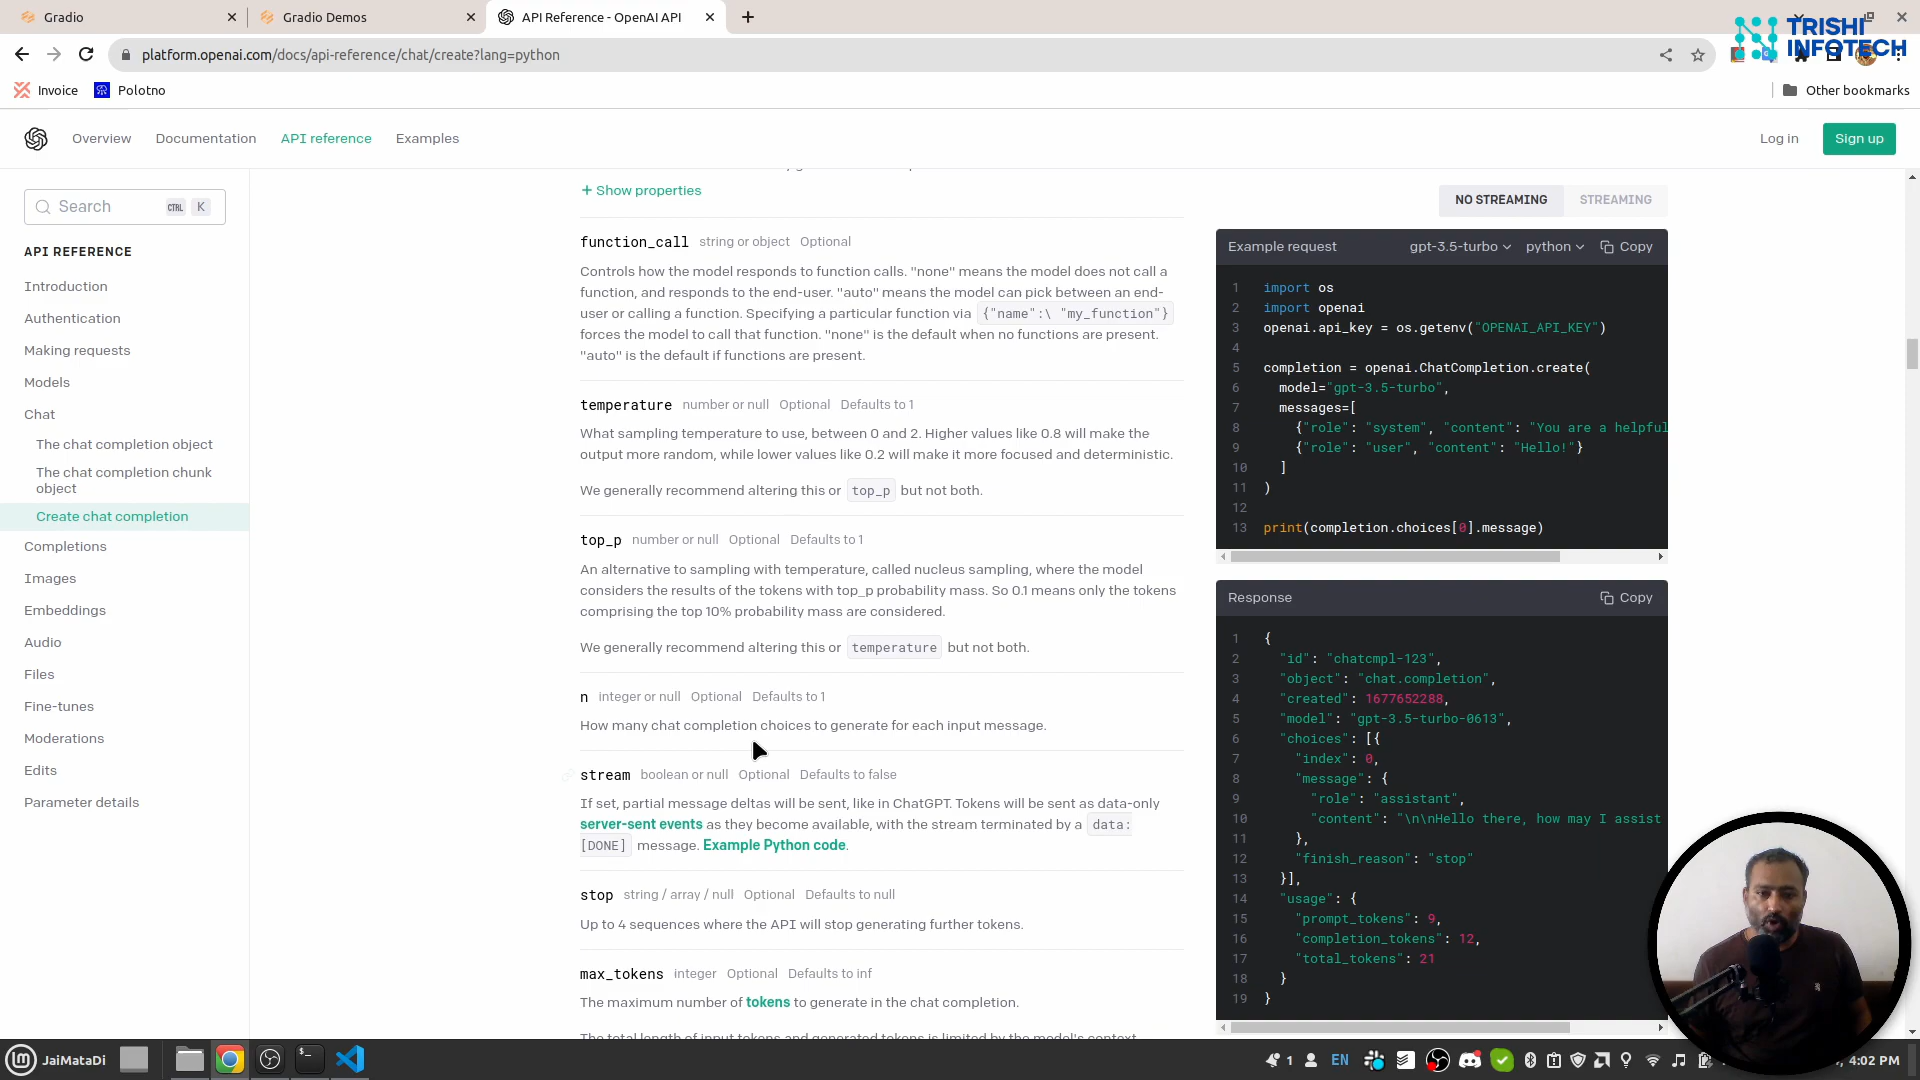 Gradio
Gradio Demos
API Reference - OpenAI API
platform.openai.com/docs/api-reference/chat/create?lang=python
TRISHI
INFOTECH
Invoice
Polotno
Other bookmarks
Overview
Documentation
API reference
Examples
Log in
Sign up
Search
CTRL
K
API REFERENCE
Introduction
Authentication
Making requests
Models
Chat
The chat completion object
The chat completion chunk
object
Create chat completion
Completions
Images
Embeddings
Audio
Files
Fine-tunes
Moderations
Edits
Parameter details
+ Show properties
function_call string or object Optional
Controls how the model responds to function calls. "none" means the model does not call a
function, and responds to the end-user. "auto" means the model can pick between an end-
user or calling a function. Specifying a particular function via {"name":\ "my_function"}
forces the model to call that function. "none" is the default when no functions are present.
"auto" is the default if functions are present.
temperature number or null Optional Defaults to 1
What sampling temperature to use, between 0 and 2. Higher values like 0.8 will make the
output more random, while lower values like 0.2 will make it more focused and deterministic.
We generally recommend altering this or top_p but not both.
top_p number or null Optional Defaults to 1
An alternative to sampling with temperature, called nucleus sampling, where the model
considers the results of the tokens with top_p probability mass. So 0.1 means only the tokens
comprising the top 10% probability mass are considered.
We generally recommend altering this or temperature but not both.
n integer or null Optional Defaults to 1
How many chat completion choices to generate for each input message.
stream boolean or null Optional Defaults to false
If set, partial message deltas will be sent, like in ChatGPT. Tokens will be sent as data-only
server-sent events as they become available, with the stream terminated by a data:
[DONE] message. Example Python code.
stop string / array / null Optional Defaults to null
Up to 4 sequences where the API will stop generating further tokens.
max_tokens integer Optional Defaults to inf
The maximum number of tokens to generate in the chat completion.
The total length of input tokens and generated tokens is limited by the model's context
NO STREAMING
STREAMING
Example request
gpt-3.5-turbo
python
Copy
1 import os
2 import openai
3 openai.api_key = os.getenv("OPENAI_API_KEY")
4
5 completion = openai.ChatCompletion.create(
6 model="gpt-3.5-turbo",
7 messages=[
8 {"role": "system", "content": "You are a helpful
9 {"role": "user", "content": "Hello!"}
10 ]
11 )
12
13 print(completion.choices[0].message)
Response
Copy
1 {
2 "id": "chatcmpl-123",
3 "object": "chat.completion",
4 "created": 1677652288,
5 "model": "gpt-3.5-turbo-0613",
6 "choices": [{
7 "index": 0,
8 "message": {
9 "role": "assistant",
10 "content": "\n\nHello there, how may I assist
11 },
12 "finish_reason": "stop"
13 }],
14 "usage": {
15 "prompt_tokens": 9,
16 "completion_tokens": 12,
17 "total_tokens": 21
18 }
19 }
JaiMataDi
1
EN
4:02 PM